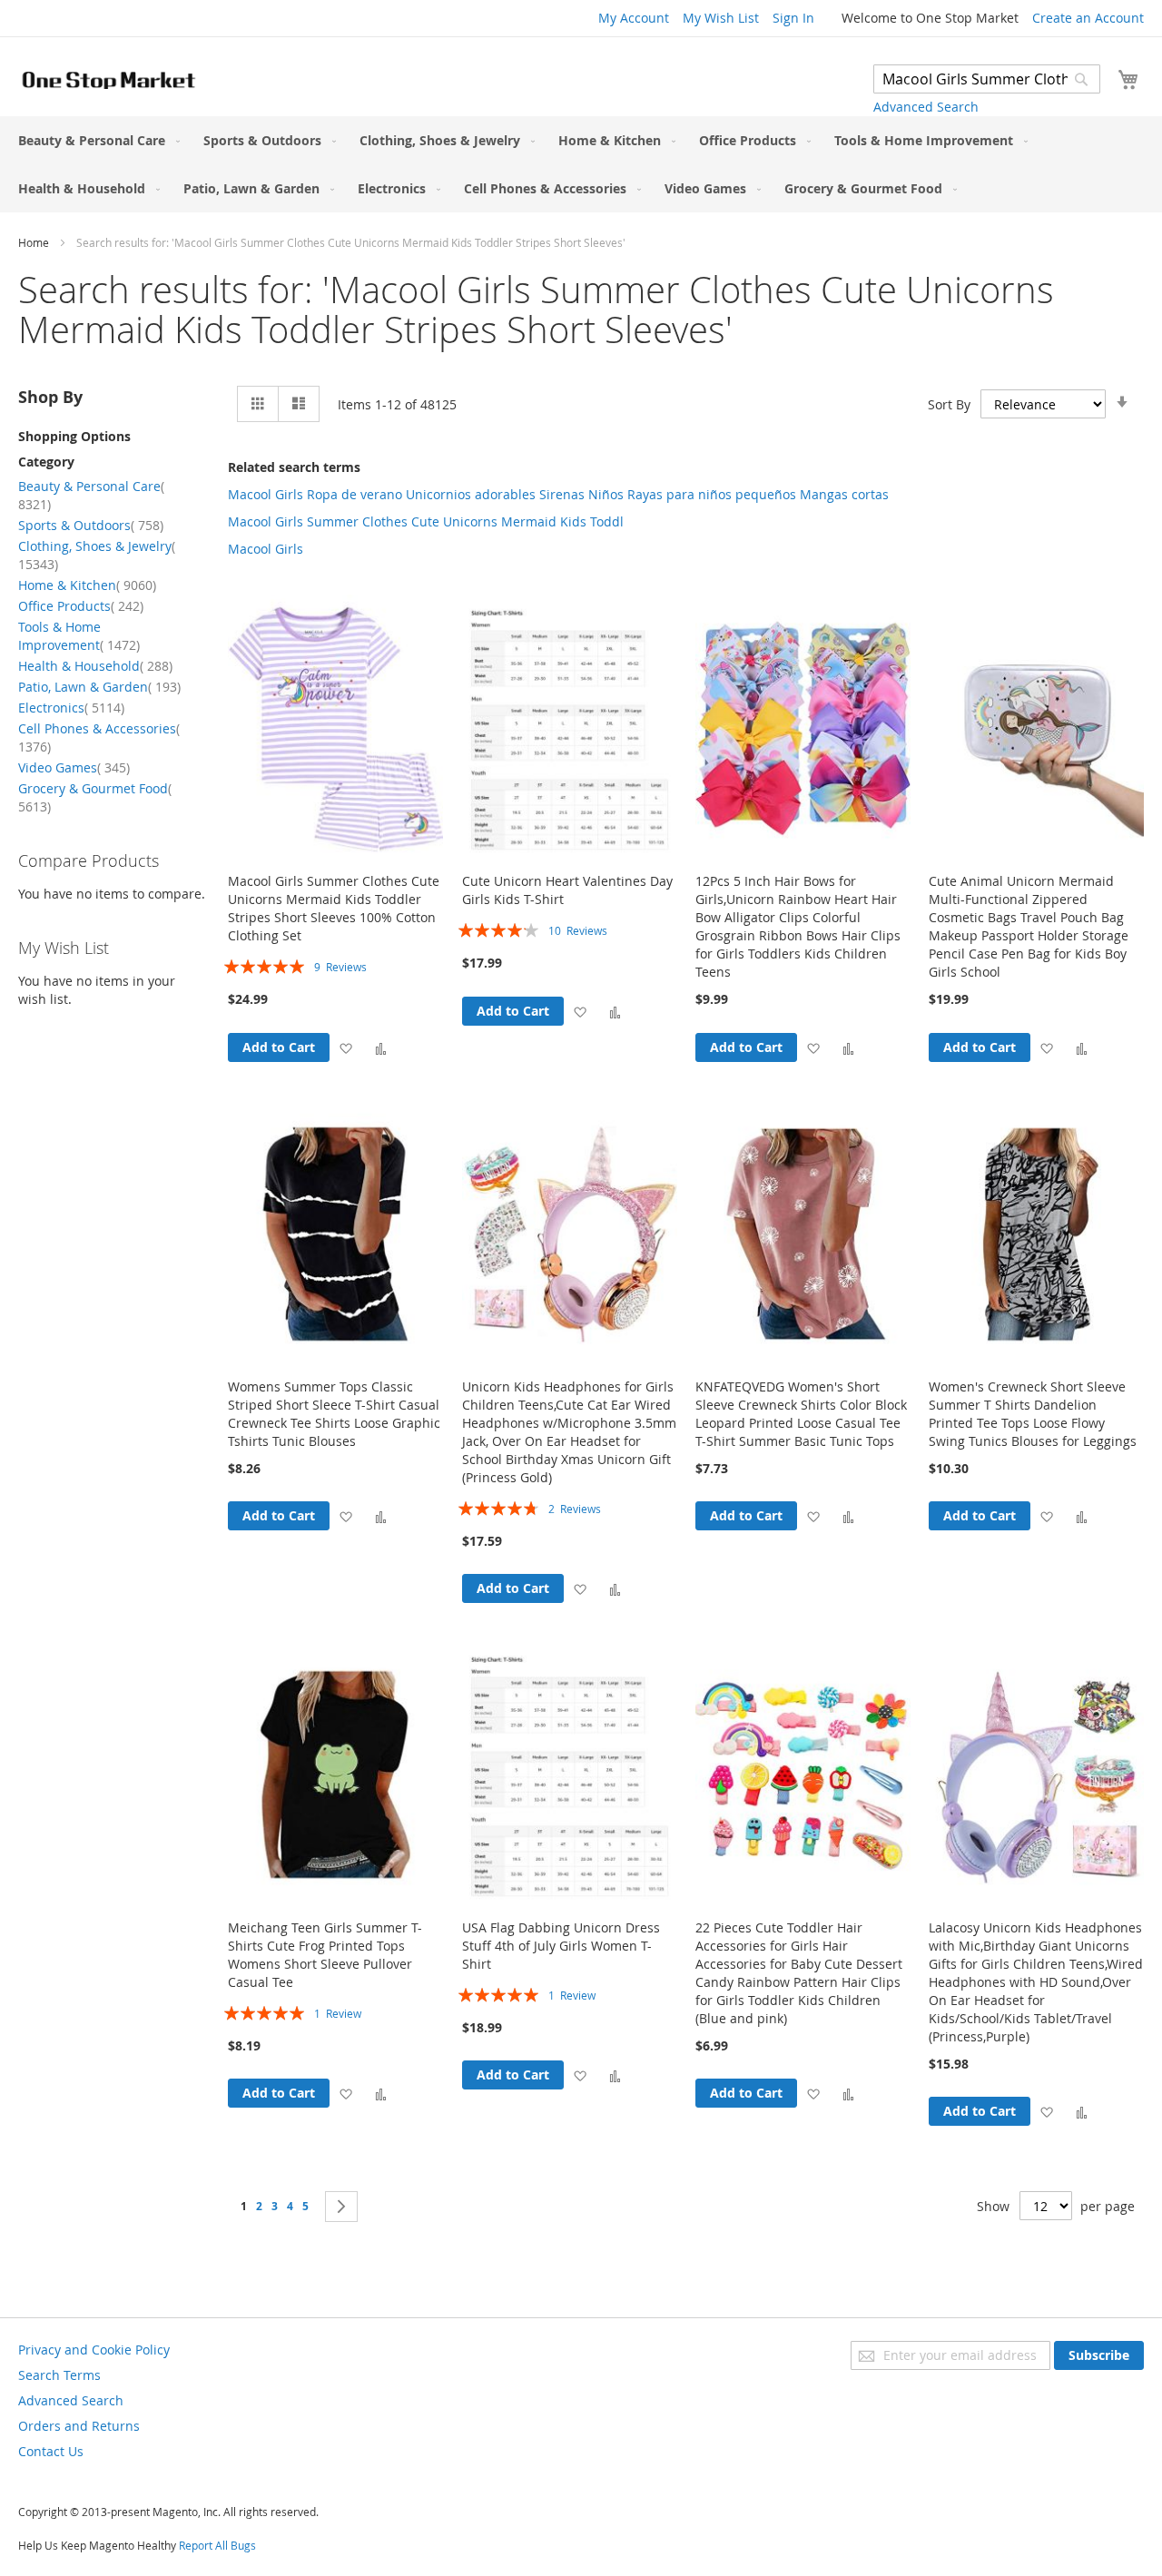 My Account My Wish List Sign In Welcome to One Stop Market Create an Account
One Stop Market
Macool Girls Summer Cloth
Advanced Search
Beauty & Personal Care Sports & Outdoors Clothing, Shoes & Jewelry Home & Kitchen Office Products Tools & Home Improvement
Health & Household Patio, Lawn & Garden Electronics Cell Phones & Accessories Video Games Grocery & Gourmet Food
Home Search results for: 'Macool Girls Summer Clothes Cute Unicorns Mermaid Kids Toddler Stripes Short Sleeves'
Search results for: 'Macool Girls Summer Clothes Cute Unicorns
Mermaid Kids Toddler Stripes Short Sleeves'
Shop By
Shopping Options
Category
Beauty & Personal Care(
8321)
Sports & Outdoors( 758)
Clothing, Shoes & Jewelry(
15343)
Home & Kitchen( 9060)
Office Products( 242)
Tools & Home
Improvement( 1472)
Health & Household( 288)
Patio, Lawn & Garden( 193)
Electronics( 5114)
Cell Phones & Accessories(
1376)
Video Games( 345)
Grocery & Gourmet Food(
5613)
Compare Products
You have no items to compare.
My Wish List
You have no items in your
wish list.
Items 1-12 of 48125
Sort By Relevance
Related search terms
Macool Girls Ropa de verano Unicornios adorables Sirenas Niños Rayas para niños pequeños Mangas cortas
Macool Girls Summer Clothes Cute Unicorns Mermaid Kids Toddl
Macool Girls
Calm
is a super
power
Macool Girls Summer Clothes Cute
Unicorns Mermaid Kids Toddler
Stripes Short Sleeves 100% Cotton
Clothing Set
9 Reviews
$24.99
Add to Cart
Sizing Chart: T-Shirts
Women
Men
Youth
Cute Unicorn Heart Valentines Day
Girls Kids T-Shirt
10 Reviews
$17.99
Add to Cart
12Pcs 5 Inch Hair Bows for
Girls,Unicorn Rainbow Heart Hair
Bow Alligator Clips Colorful
Grosgrain Ribbon Bows Hair Clips
for Girls Toddlers Kids Children
Teens
$9.99
Add to Cart
Cute Animal Unicorn Mermaid
Multi-Functional Zippered
Cosmetic Bags Travel Pouch Bag
Makeup Passport Holder Storage
Pencil Case Pen Bag for Kids Boy
Girls School
$19.99
Add to Cart
Womens Summer Tops Classic
Striped Short Sleece T-Shirt Casual
Crewneck Tee Shirts Loose Graphic
Tshirts Tunic Blouses
$8.26
Add to Cart
Unicorn Kids Headphones for Girls
Children Teens,Cute Cat Ear Wired
Headphones w/Microphone 3.5mm
Jack, Over On Ear Headset for
School Birthday Xmas Unicorn Gift
(Princess Gold)
2 Reviews
$17.59
Add to Cart
KNFATEQVEDG Women's Short
Sleeve Crewneck Shirts Color Block
Leopard Printed Loose Casual Tee
T-Shirt Summer Basic Tunic Tops
$7.73
Add to Cart
Women's Crewneck Short Sleeve
Summer T Shirts Dandelion
Printed Tee Tops Loose Flowy
Swing Tunics Blouses for Leggings
$10.30
Add to Cart
Meichang Teen Girls Summer T-
Shirts Cute Frog Printed Tops
Womens Short Sleeve Pullover
Casual Tee
1 Review
$8.19
Add to Cart
Sizing Chart: T-Shirts
Women
Men
Youth
USA Flag Dabbing Unicorn Dress
Stuff 4th of July Girls Women T-
Shirt
1 Review
$18.99
Add to Cart
22 Pieces Cute Toddler Hair
Accessories for Girls Hair
Accessories for Baby Cute Dessert
Candy Rainbow Pattern Hair Clips
for Girls Toddler Kids Children
(Blue and pink)
$6.99
Add to Cart
UNICORN
Lalacosy Unicorn Kids Headphones
with Mic,Birthday Giant Unicorns
Gifts for Girls Children Teens,Wired
Headphones with HD Sound,Over
On Ear Headset for
Kids/School/Kids Tablet/Travel
(Princess,Purple)
$15.98
Add to Cart
1 2 3 4 5
Show 12 per page
Privacy and Cookie Policy
Search Terms
Advanced Search
Orders and Returns
Contact Us
Enter your email address Subscribe
Copyright © 2013-present Magento, Inc. All rights reserved.
Help Us Keep Magento Healthy Report All Bugs